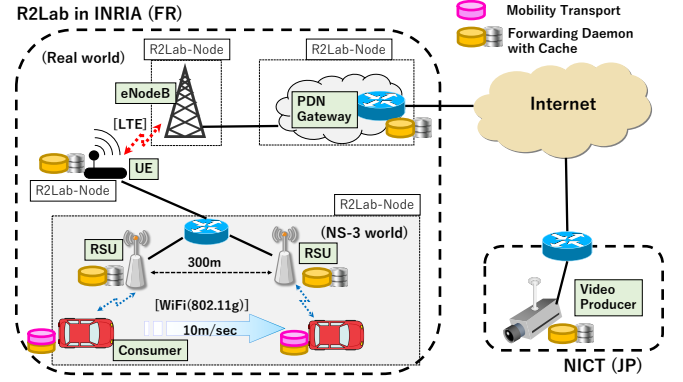 R2Lab in INRIA (FR)
Mobility Transport
Forwarding Daemon
with Cache
(Real world)
R2Lab-Node
R2Lab-Node
eNodeB
PDN
Gateway
Internet
[LTE]
UE
R2Lab-Node
R2Lab-Node
(NS-3 world)
RSU
RSU
300m
[WiFi(802.11g)]
10m/sec
Consumer
Video
Producer
NICT (JP)